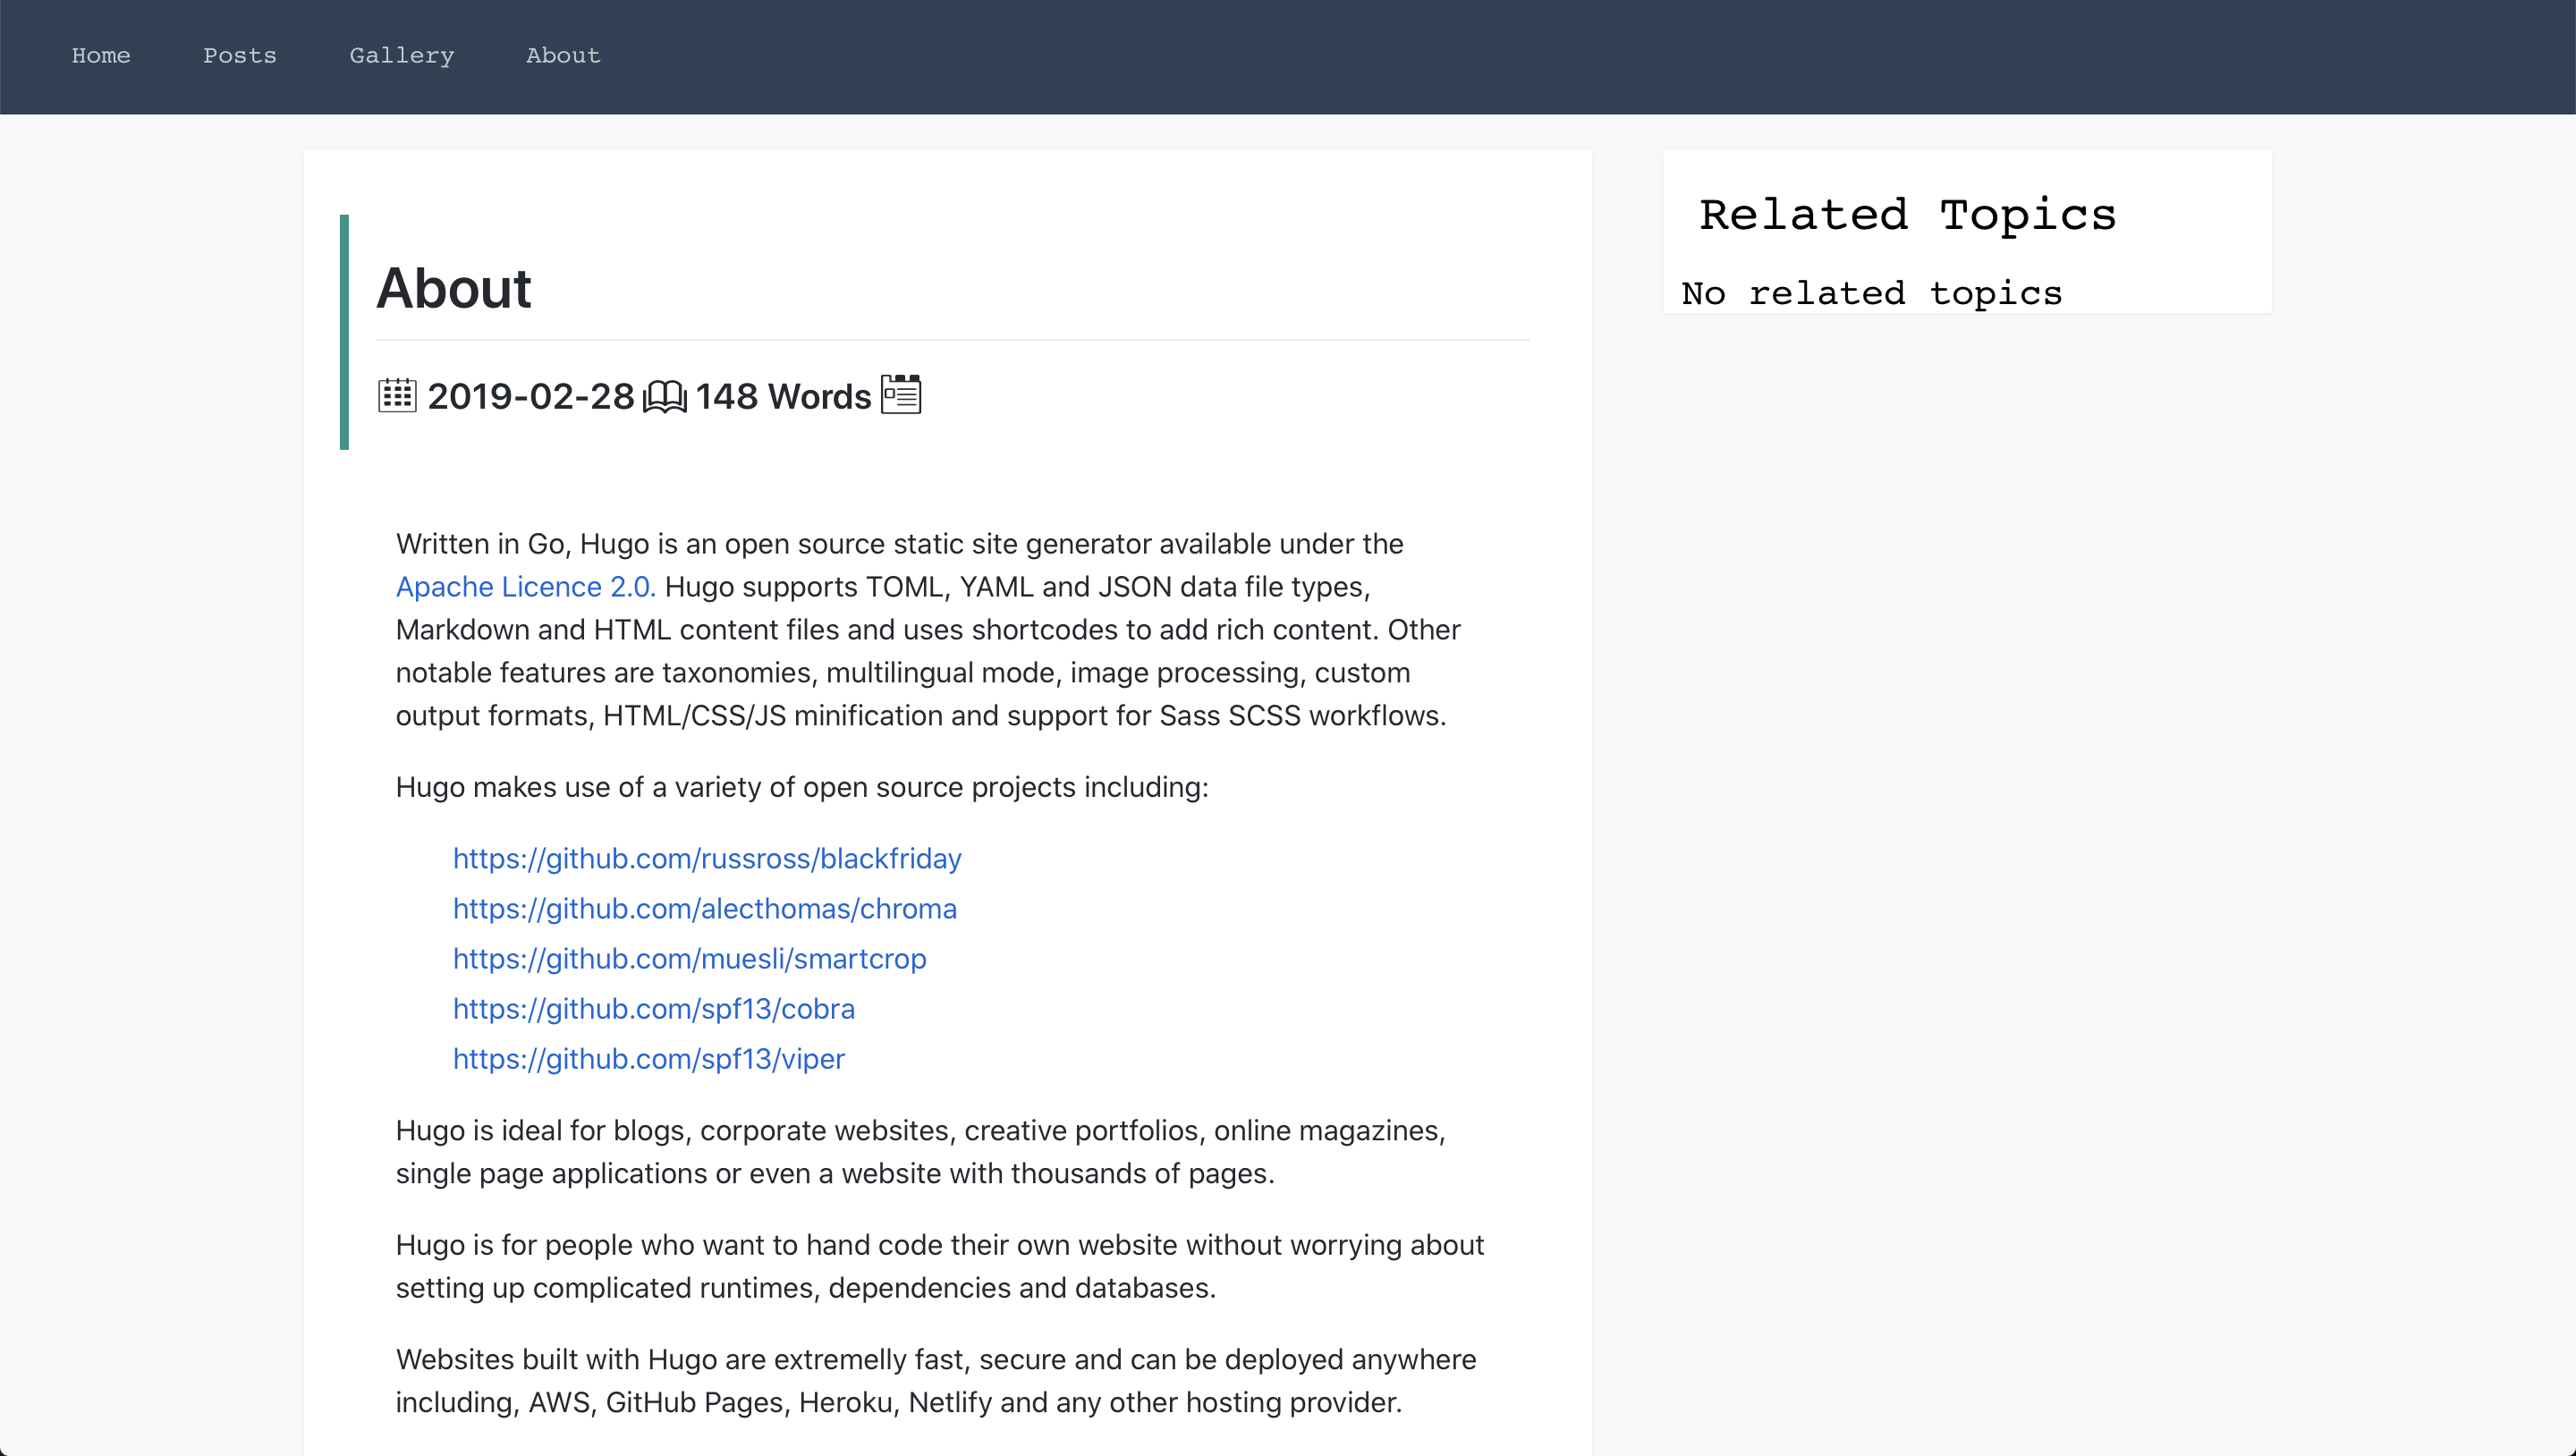 Home Posts Gallery About
About
2019-02-28 148 Words
Written in Go, Hugo is an open source static site generator available under the
Apache Licence 2.0. Hugo supports TOML, YAML and JSON data file types,
Markdown and HTML content files and uses shortcodes to add rich content. Other
notable features are taxonomies, multilingual mode, image processing, custom
output formats, HTML/CSS/JS minification and support for Sass SCSS workflows.
Hugo makes use of a variety of open source projects including:
https://github.com/russross/blackfriday
https://github.com/alecthomas/chroma
https://github.com/muesli/smartcrop
https://github.com/spf13/cobra
https://github.com/spf13/viper
Hugo is ideal for blogs, corporate websites, creative portfolios, online magazines,
single page applications or even a website with thousands of pages.
Hugo is for people who want to hand code their own website without worrying about
setting up complicated runtimes, dependencies and databases.
Websites built with Hugo are extremelly fast, secure and can be deployed anywhere
including, AWS, GitHub Pages, Heroku, Netlify and any other hosting provider.
Related Topics
No related topics